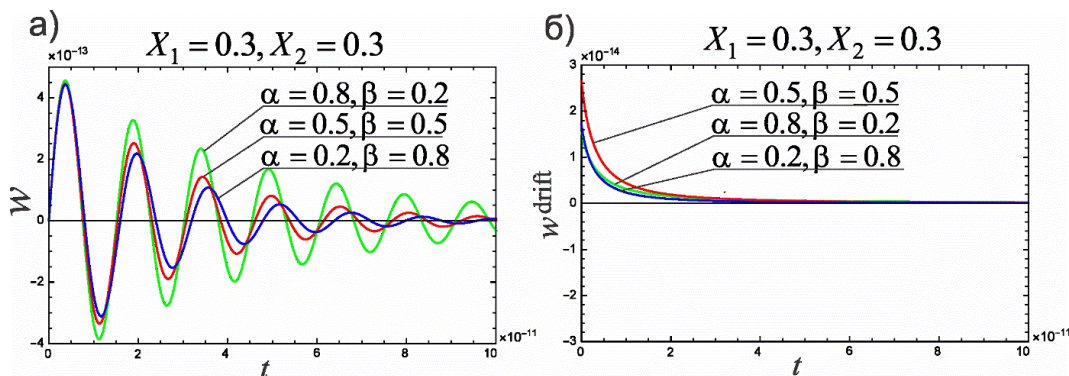 а)
X₁ = 0.3, X₂ = 0.3
×10⁻¹³
4
2
0
-2
-4
W
α = 0.8, β = 0.2
α = 0.5, β = 0.5
α = 0.2, β = 0.8
0 2 4 6 8 10
×10⁻¹¹
t
б)
X₁ = 0.3, X₂ = 0.3
×10⁻¹⁴
3
2
1
0
-1
-2
-3
w drift
α = 0.5, β = 0.5
α = 0.8, β = 0.2
α = 0.2, β = 0.8
0 2 4 6 8 10
×10⁻¹¹
t